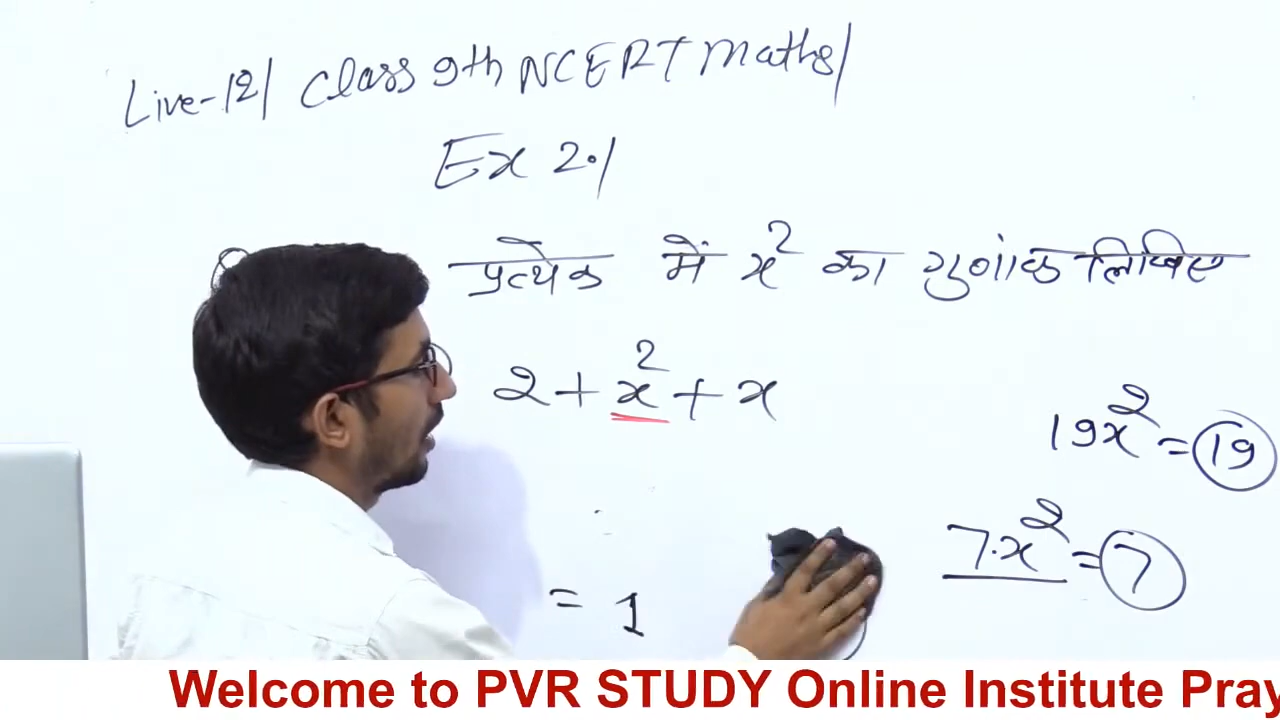 Live-12/ Class 9th NCERT Maths/
Ex 2.1
प्रत्येक में x² का गुणांक लिखिए
2 + x² + x
19x² = 19
7.x² = 7
= 1
Welcome to PVR STUDY Online Institute Pray